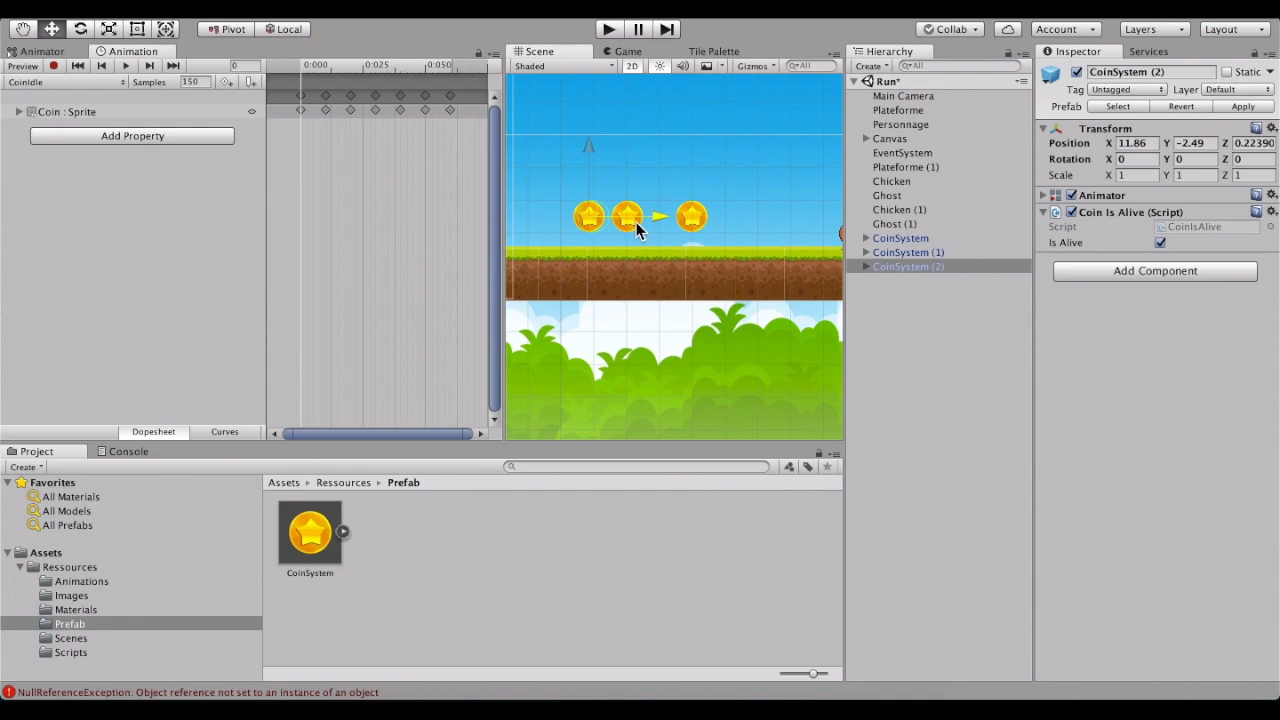 Pivot Local Collab Account Layers Layout
Animator Animation Scene Game Tile Palette Hierarchy Inspector Services
Preview 0 0:000 0:025 0:050 Shaded 2D Gizmos All Create All CoinSystem (2) Static
CoinIdle Samples 150 Run* Tag Untagged Layer Default
Main Camera Prefab Select Revert Apply
Coin : Sprite Plateforme
Add Property Personnage Transform
Canvas Position X 11.86 Y -2.49 Z 0.22390
EventSystem Rotation X 0 Y 0 Z 0
Plateforme (1) Scale X 1 Y 1 Z 1
Chicken
Ghost Animator
Chicken (1) Coin Is Alive (Script)
Ghost (1) Script CoinIsAlive
CoinSystem Is Alive
CoinSystem (1)
CoinSystem (2) Add Component
Dopesheet Curves
Project Console
Create
Favorites Assets Ressources Prefab
All Materials
All Models
All Prefabs
Assets
Ressources CoinSystem
Animations
Images
Materials
Prefab
Scenes
Scripts
NullReferenceException: Object reference not set to an instance of an object